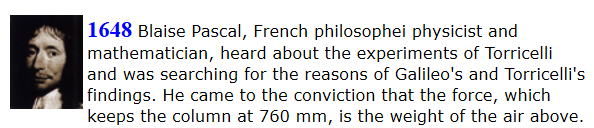 1648 Blaise Pascal, French philosophei physicist and
mathematician, heard about the experiments of Torricelli
and was searching for the reasons of Galileo's and Torricelli's
findings. He came to the conviction that the force, which
keeps the column at 760 mm, is the weight of the air above.